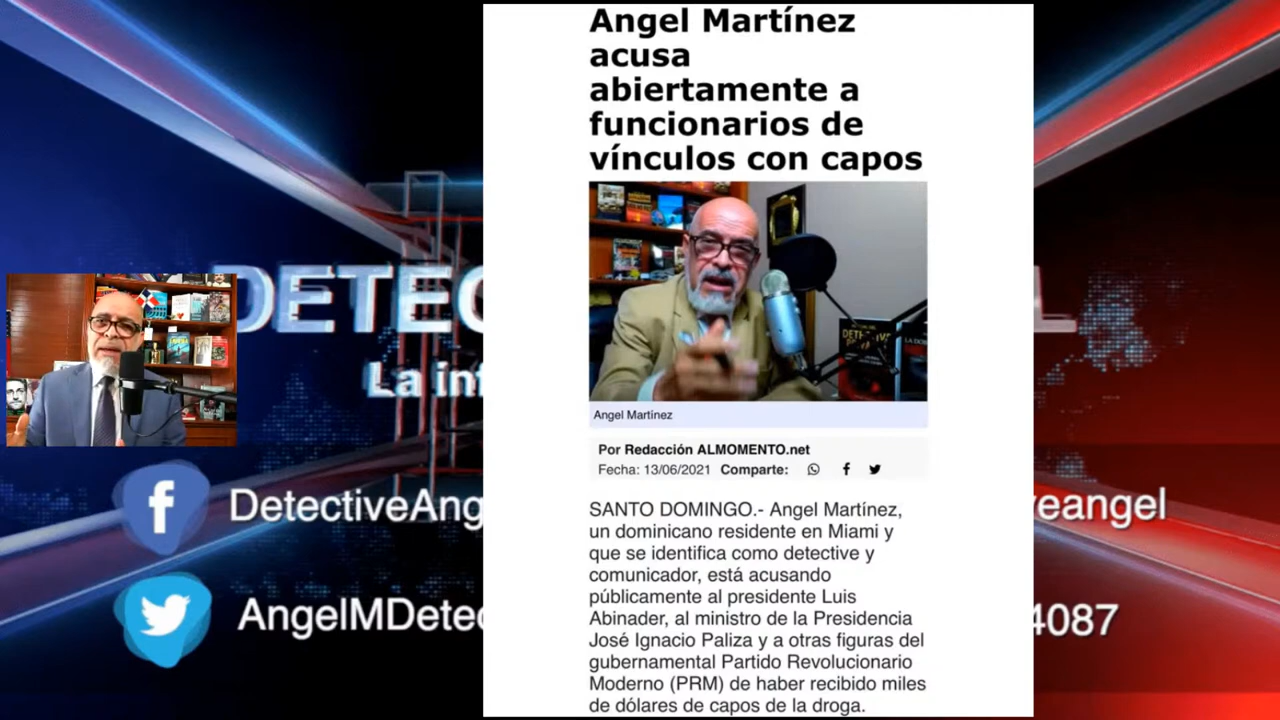 Angel Martínez
acusa
abiertamente a
funcionarios de
vínculos con capos
Angel Martinez
Por Redacción ALMOMENTO.net
Fecha: 13/06/2021 Comparte:
SANTO DOMINGO.- Angel Martínez,
un dominicano residente en Miami y
que se identifica como detective y
comunicador, está acusando
públicamente al presidente Luis
Abinader, al ministro de la Presidencia
José Ignacio Paliza y a otras figuras del
gubernamental Partido Revolucionario
Moderno (PRM) de haber recibido miles
de dólares de capos de la droga.
DETEC
La inf
DetectiveAng
veangel
AngelMDetec
4087